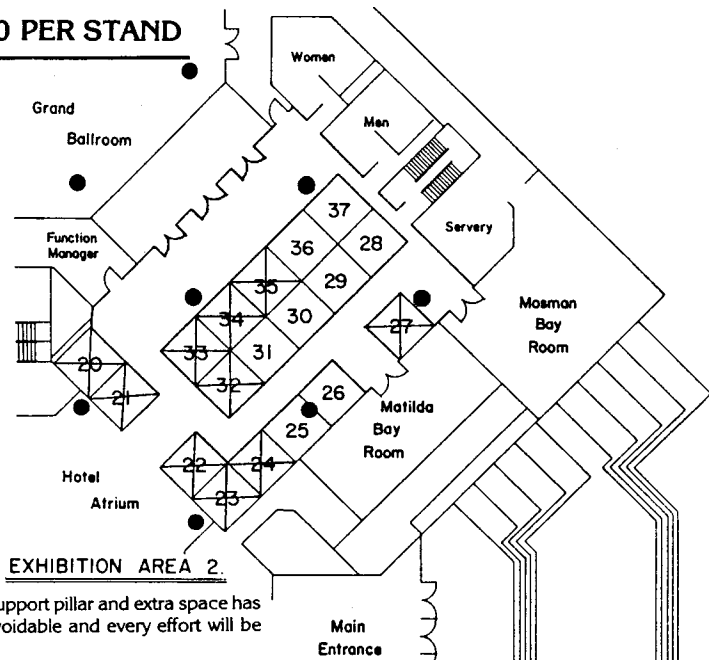 0 PER STAND
Women
Grand
Ballroom
Men
37
Servery
36
28
Function
Manager
35
29
34
30
27
Mosman
Bay
Room
33
31
20
32
26
21
Matilda
Bay
Room
25
22
24
23
Hotel
Atrium
EXHIBITION AREA 2.
upport pillar and extra space has
voidable and every effort will be
Main
Entrance